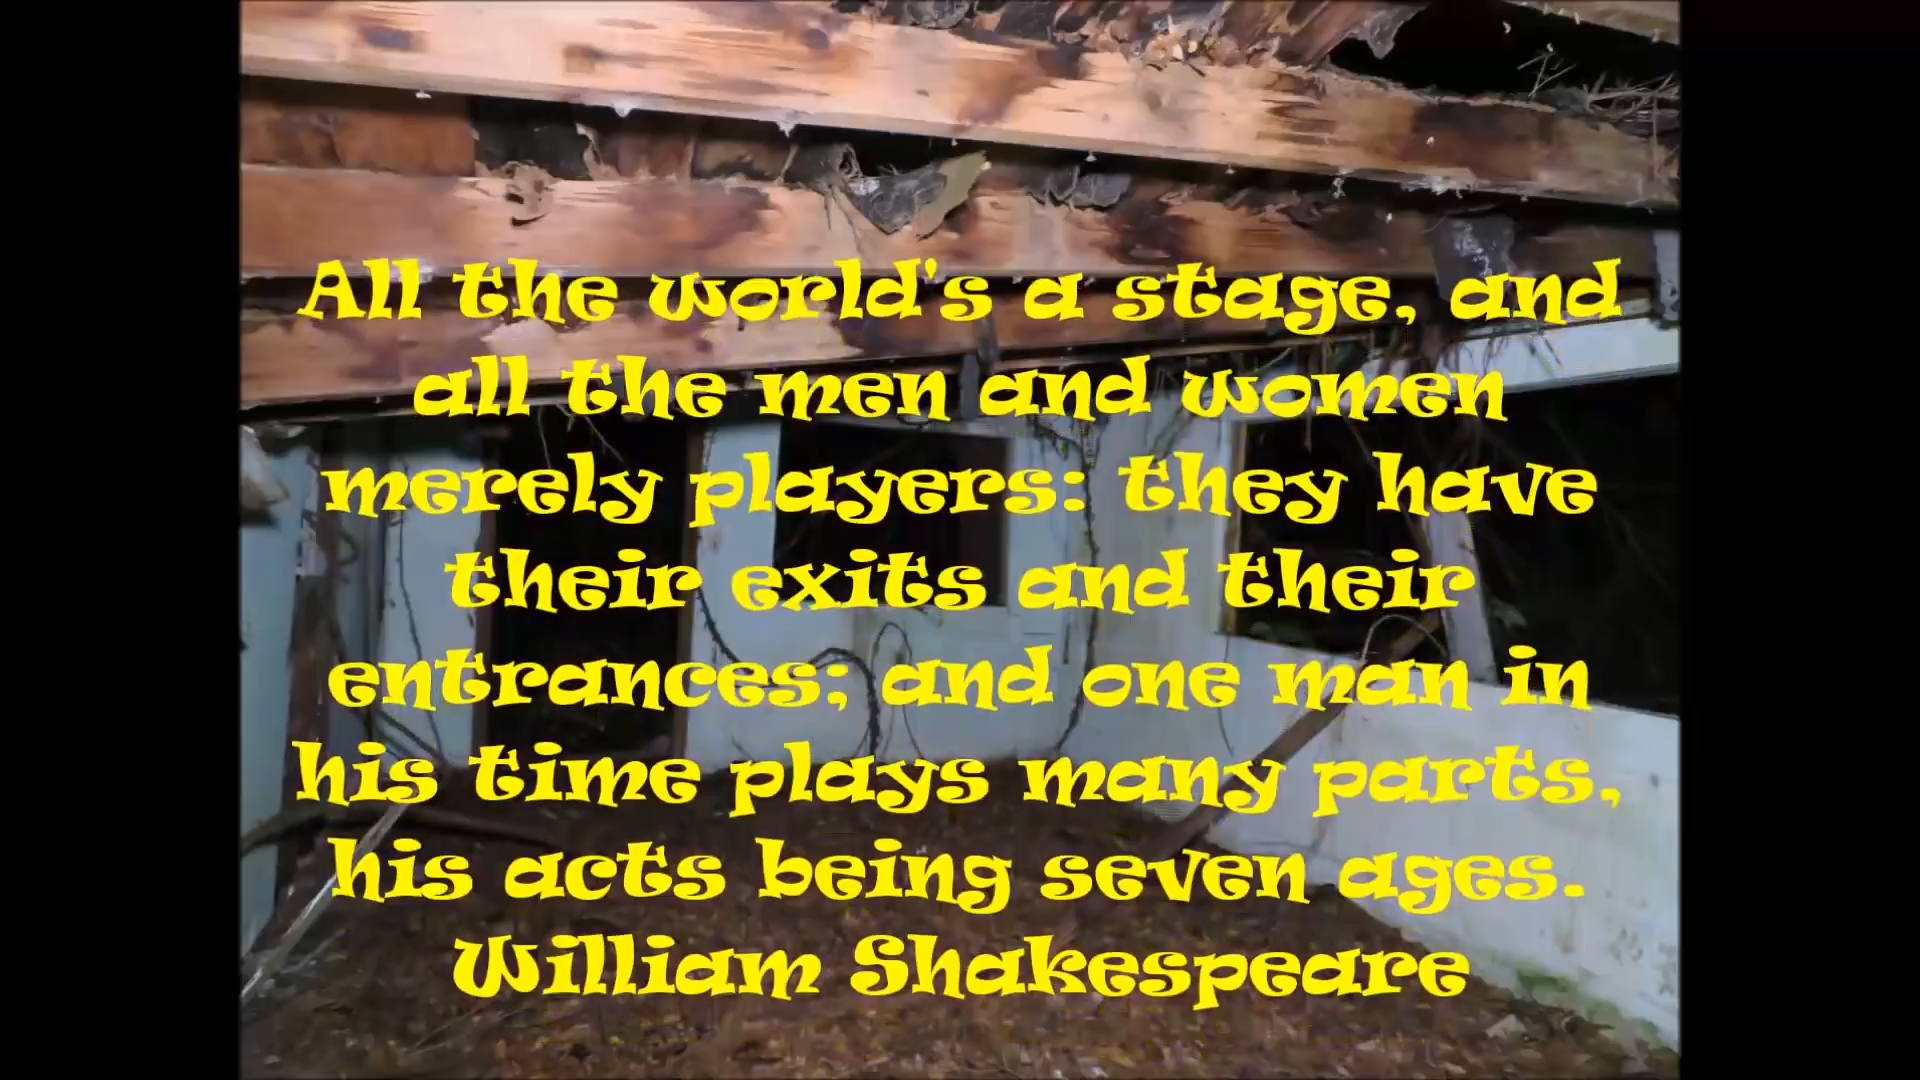 All the world's a stage, and
all the men and women
merely players: they have
their exits and their
entrances; and one man in
his time plays many parts,
his acts being seven ages.
William Shakespeare